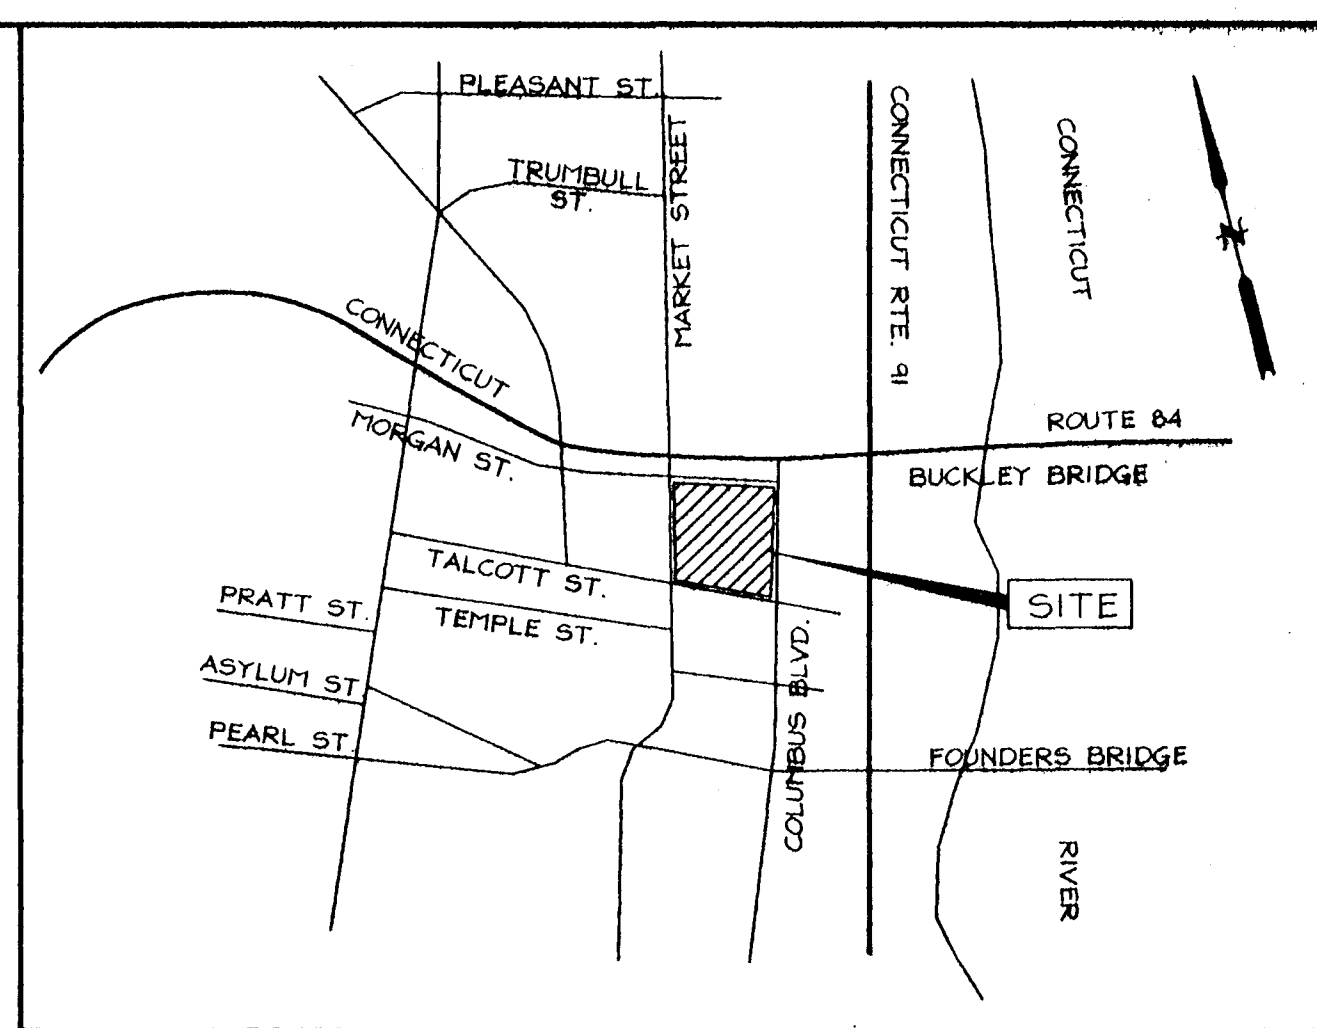 PLEASANT ST.
TRUMBULL
ST.
MARKET STREET
CONNECTICUT RTE. 91
CONNECTICUT
N
CONNECTICUT
ROUTE 84
MORGAN ST.
BUCKLEY BRIDGE
TALCOTT ST.
SITE
PRATT ST.
TEMPLE ST.
ASYLUM ST.
PEARL ST.
COLUMBUS BLVD.
FOUNDERS BRIDGE
RIVER